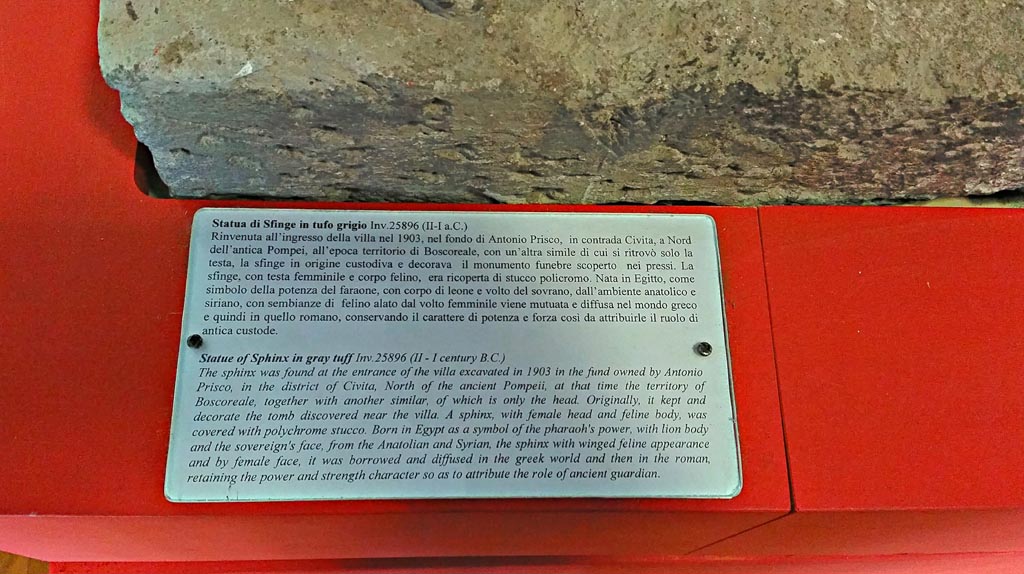 Statua di Sfinge in tufo grigio Inv.25896 (II-I a.C.)
Rinvenuta all'ingresso della villa nel 1903, nel fondo di Antonio Prisco, in contrada Civita, a Nord
dell'antica Pompei, all'epoca territorio di Boscoreale, con un'altra simile di cui si ritrovò solo la
testa, la sfinge in origine custodiva e decorava il monumento funebre scoperto nei pressi. La
sfinge, con testa femminile e corpo felino, era ricoperta di stucco policromo. Nata in Egitto, come
simbolo della potenza del faraone, con corpo di leone e volto del sovrano, dall'ambiente anatolico e
siriano, con sembianze di felino alato dal volto femminile viene mutuata e diffusa nel mondo greco
e quindi in quello romano, conservando il carattere di potenza e forza così da attribuirle il ruolo di
antica custode.
Statue of Sphinx in gray tuff Inv.25896 (II - I century B.C.)
The sphinx was found at the entrance of the villa excavated in 1903 in the fund owned by Antonio
Prisco, in the district of Civita, North of the ancient Pompeii, at that time the territory of
Boscoreale, together with another similar, of which is only the head. Originally, it kept and
decorate the tomb discovered near the villa. A sphinx, with female head and feline body, was
covered with polychrome stucco. Born in Egypt as a symbol of the pharaoh's power, with lion body
and the sovereign's face, from the Anatolian and Syrian, the sphinx with winged feline appearance
and by female face, it was borrowed and diffused in the greek world and then in the roman,
retaining the power and strength character so as to attribute the role of ancient guardian.